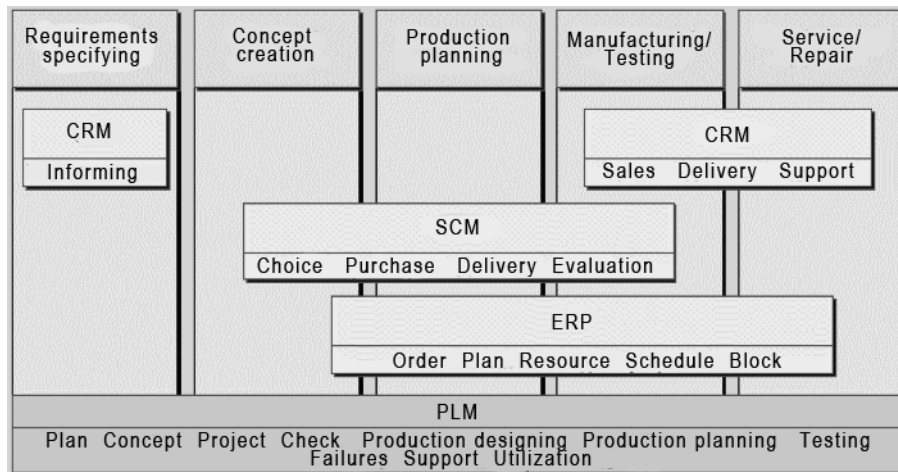 Requirements specifying
Concept creation
Production planning
Manufacturing/ Testing
Service/ Repair
CRM
Informing
CRM
Sales Delivery Support
SCM
Choice Purchase Delivery Evaluation
ERP
Order Plan Resource Schedule Block
PLM
Plan Concept Project Check Production designing Production planning Testing
Failures Support Utilization